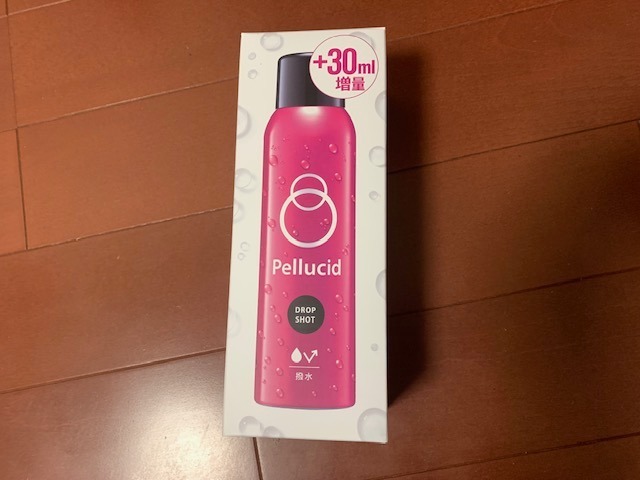 +30ml
増量
Pellucid
DROP
SHOT
撥水